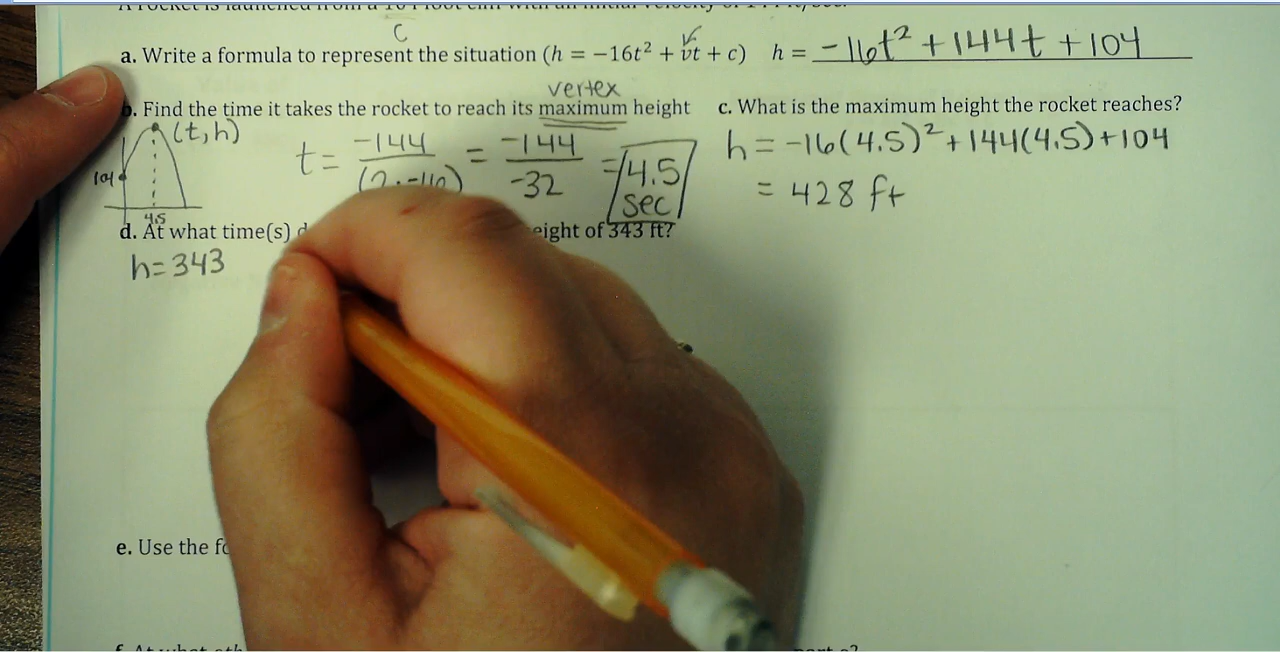 C
a. Write a formula to represent the situation (h = −16t² + vt + c) h = −16t² + 144t + 104
vertex
b. Find the time it takes the rocket to reach its maximum height
(t,h)
104
4.5
t = −144/(2·−16) = −144/−32 = 4.5 sec
c. What is the maximum height the rocket reaches?
h = −16(4.5)² + 144(4.5) + 104
= 428 ft
d. At what time(s) height of 343 ft?
h = 343
e. Use the